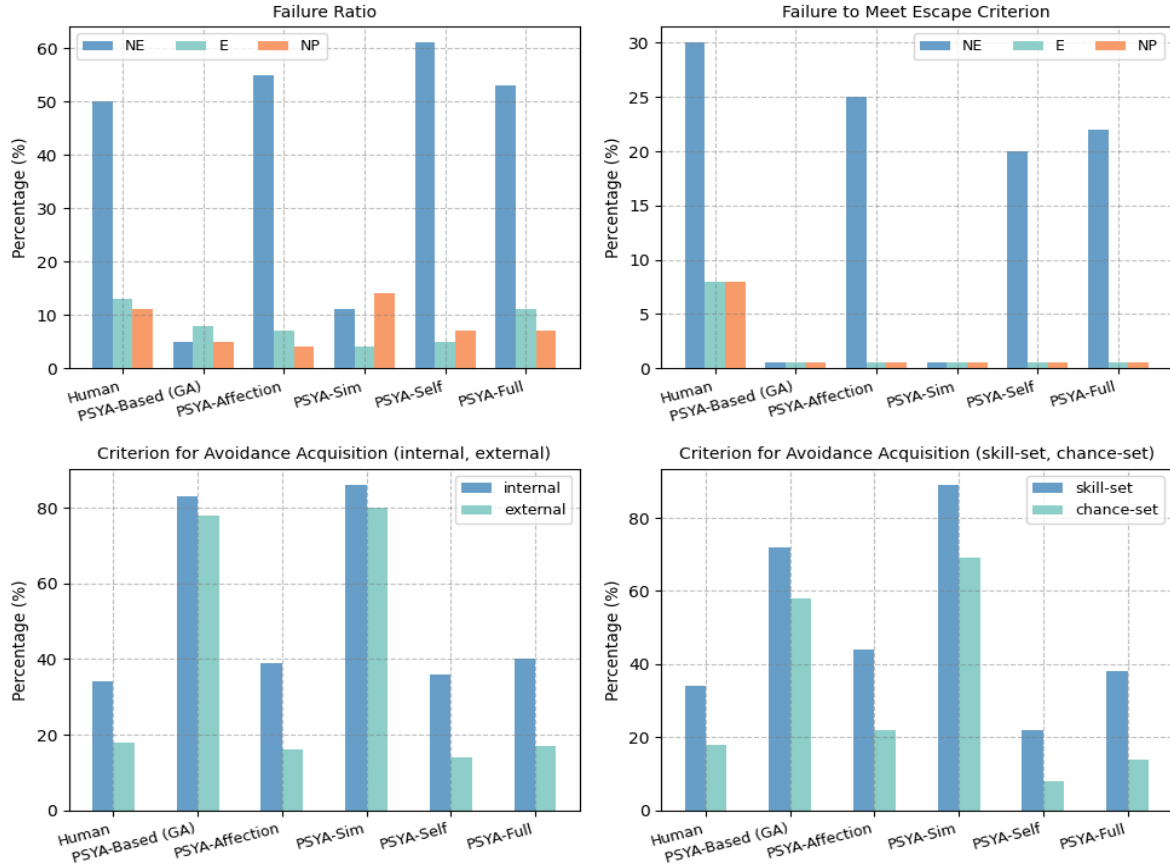 Failure Ratio
NE E NP
Percentage (%)
60
50
40
30
20
10
0
Human
PSYA-Based (GA)
PSYA-Affection
PSYA-Sim
PSYA-Self
PSYA-Full
Failure to Meet Escape Criterion
NE E NP
Percentage (%)
30
25
20
15
10
5
0
Human
PSYA-Based (GA)
PSYA-Affection
PSYA-Sim
PSYA-Self
PSYA-Full
Criterion for Avoidance Acquisition (internal, external)
internal
external
Percentage (%)
80
60
40
20
0
Human
PSYA-Based (GA)
PSYA-Affection
PSYA-Sim
PSYA-Self
PSYA-Full
Criterion for Avoidance Acquisition (skill-set, chance-set)
skill-set
chance-set
Percentage (%)
80
60
40
20
0
Human
PSYA-Based (GA)
PSYA-Affection
PSYA-Sim
PSYA-Self
PSYA-Full